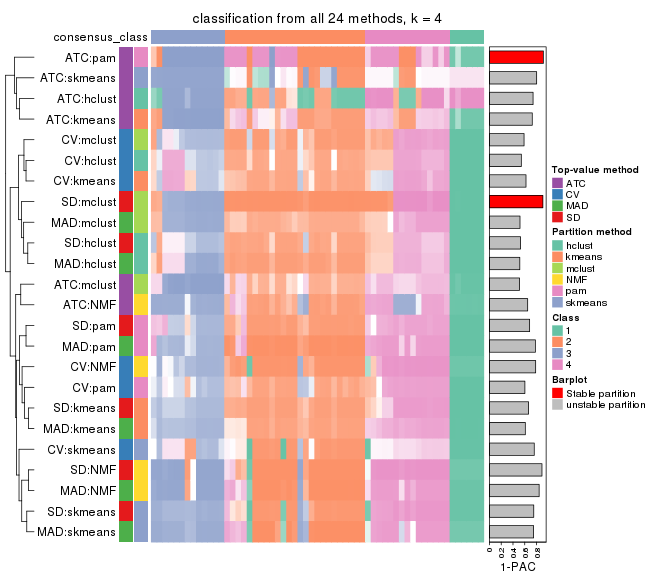 classification from all 24 methods, k = 4
consensus_class
ATC:pam
ATC:skmeans
ATC:hclust
ATC:kmeans
CV:mclust
CV:hclust
CV:kmeans
SD:mclust
MAD:mclust
SD:hclust
MAD:hclust
ATC:mclust
ATC:NMF
SD:pam
MAD:pam
CV:NMF
CV:pam
SD:kmeans
MAD:kmeans
CV:skmeans
SD:NMF
MAD:NMF
SD:skmeans
MAD:skmeans
0
0.2
0.4
0.6
0.8
1-PAC
Top-value method
ATC
CV
MAD
SD
Partition method
hclust
kmeans
mclust
NMF
pam
skmeans
Class
1
2
3
4
Barplot
Stable partition
unstable partition